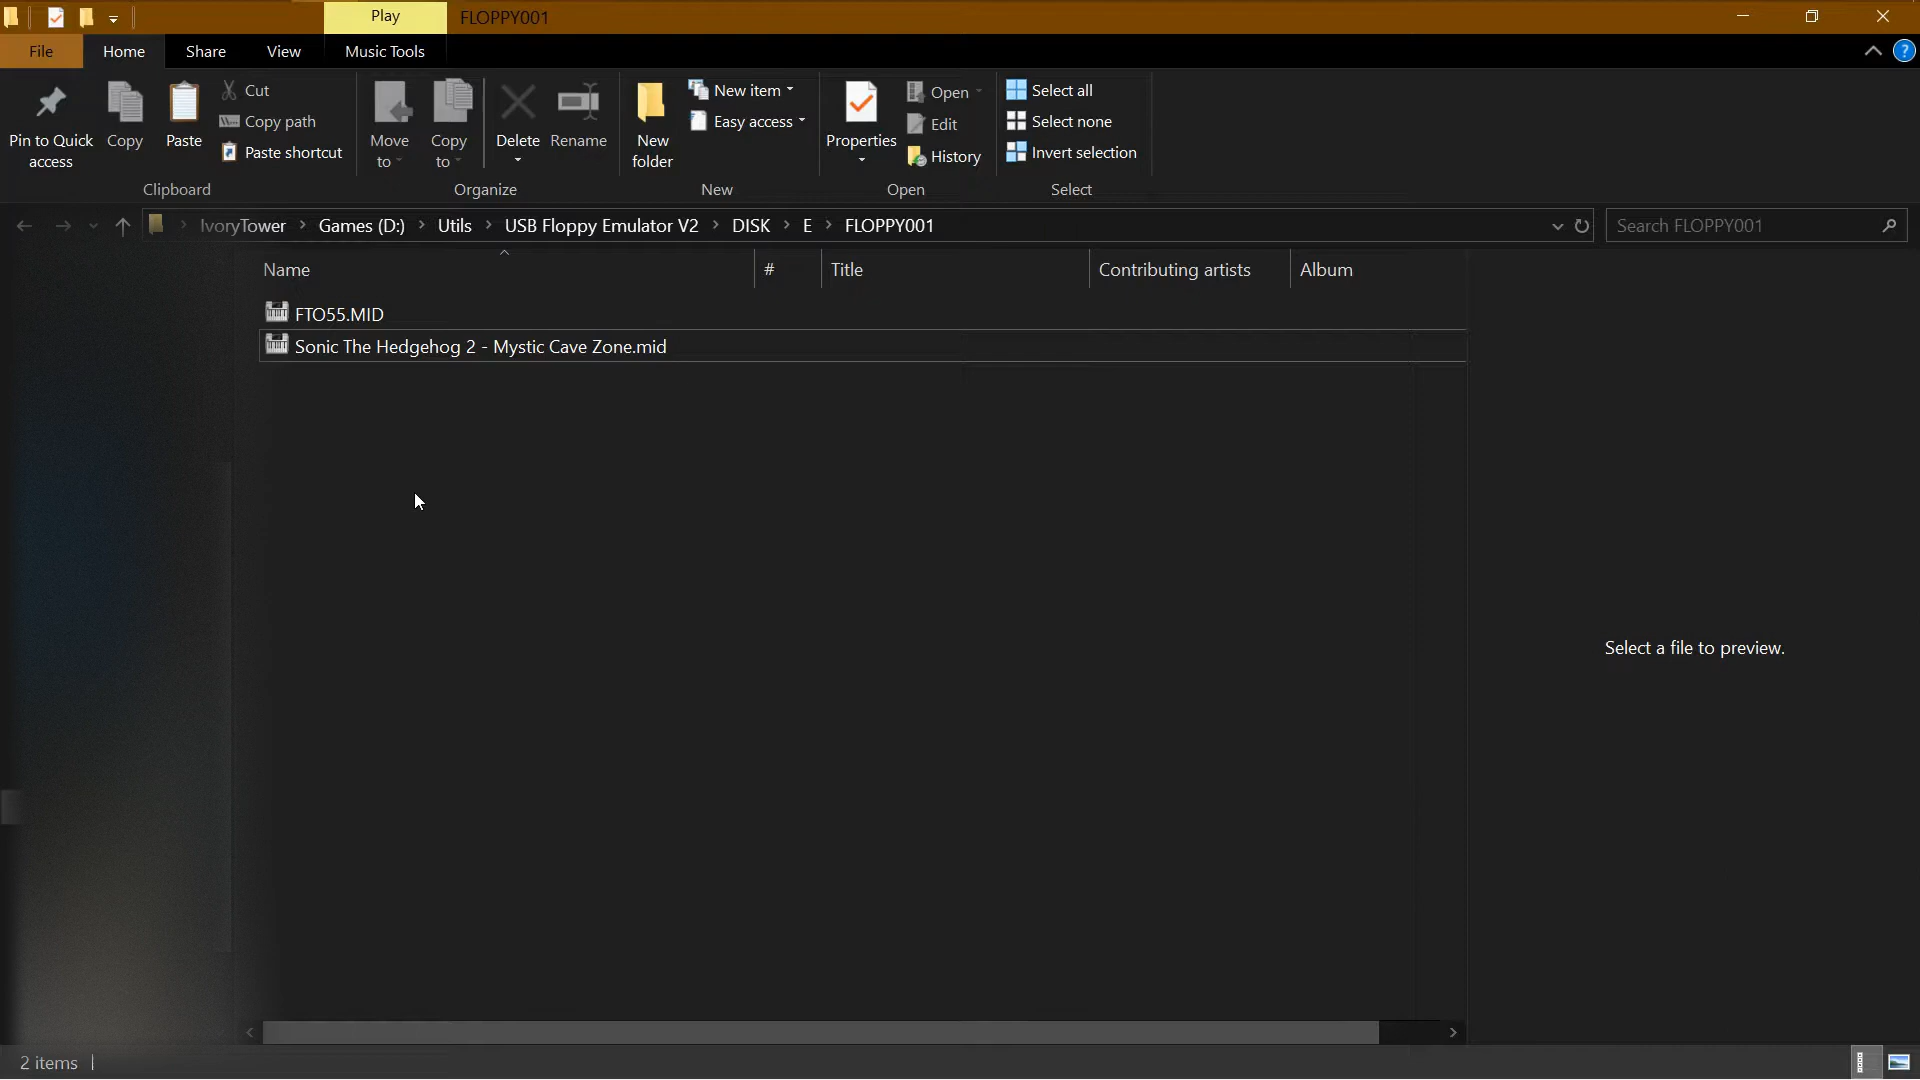 Play FLOPPY001
File Home Share View Music Tools ?
Pin to Quick access
Copy
Paste
Cut
Copy path
Paste shortcut
Clipboard
Move to
Copy to
Delete
Rename
Organize
New folder
New item
Easy access
New
Properties
Open
Edit
History
Open
Select all
Select none
Invert selection
Select
IvoryTower > Games (D:) > Utils > USB Floppy Emulator V2 > DISK > E > FLOPPY001
Search FLOPPY001
Name # Title Contributing artists Album
FTO55.MID
Sonic The Hedgehog 2 - Mystic Cave Zone.mid
Select a file to preview.
2 items